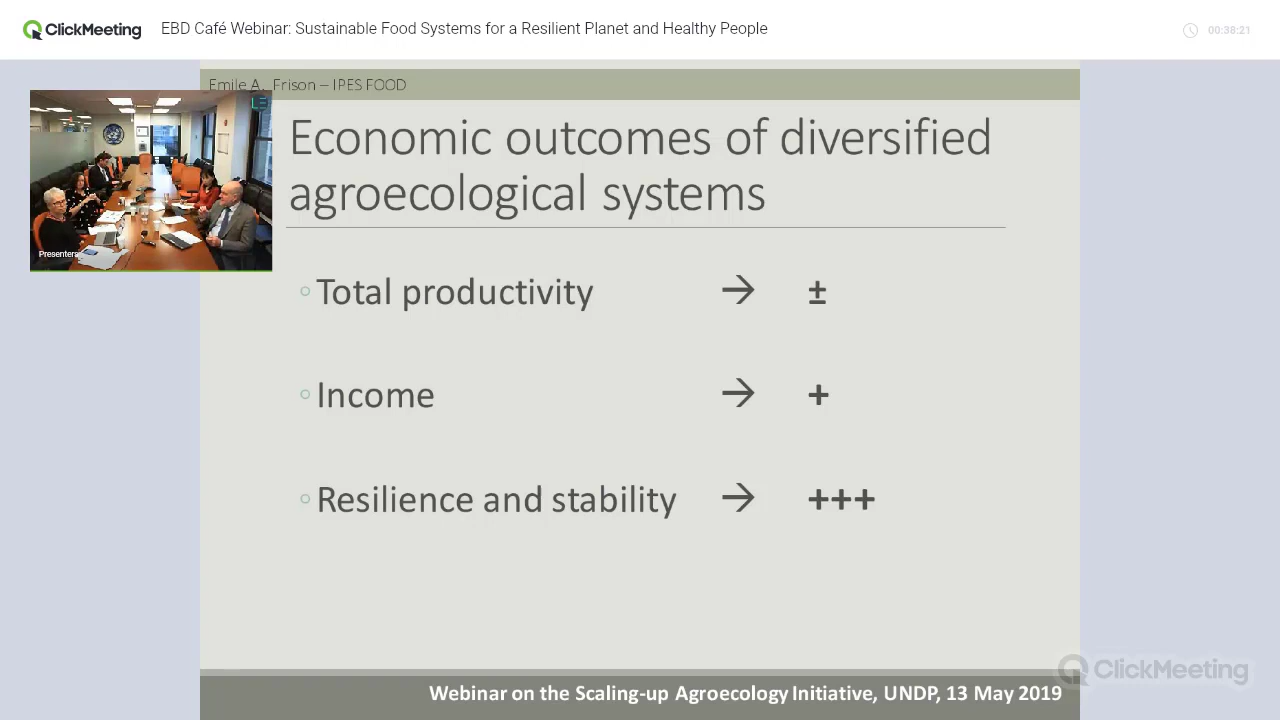 ClickMeeting
EBD Café Webinar: Sustainable Food Systems for a Resilient Planet and Healthy People
00:38:21
Emile A. Frison – IPES FOOD
Presenters
Economic outcomes of diversified
agroecological systems
Total productivity → ±
Income → +
Resilience and stability → +++
ClickMeeting
Webinar on the Scaling-up Agroecology Initiative, UNDP, 13 May 2019